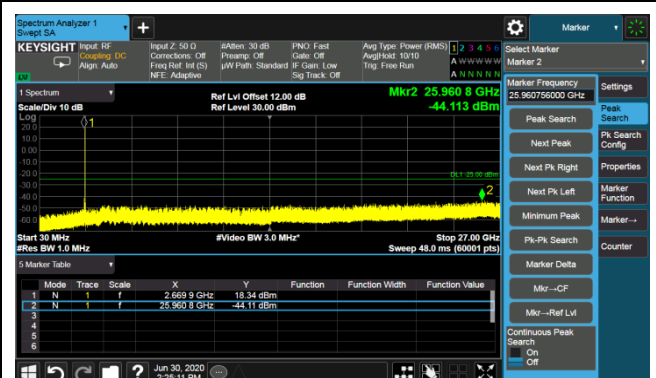 Spectrum Analyzer 1
Swept SA
Marker
KEYSIGHT
Input: RF
Coupling: DC
Align: Auto
Input Z: 50 Ω
Corrections: Off
Freq Ref: Int (S)
NFE: Adaptive
#Atten: 30 dB
Preamp: Off
µW Path: Standard
PNO: Fast
Gate: Off
IF Gain: Low
Sig Track: Off
Avg Type: Power (RMS)
Avg|Hold: 10/10
Trig: Free Run
1 2 3 4 5 6
A W W W W W
A N N N N N
LXI
Select Marker
Marker 2
1 Spectrum
Scale/Div 10 dB
Ref Lvl Offset 12.00 dB
Ref Level 30.00 dBm
Mkr2 25.960 8 GHz
-44.113 dBm
Log
20.0
10.0
0.00
-10.0
-20.0
-30.0
-40.0
-50.0
-60.0
1
DL1 -25.00 dBm
2
Start 30 MHz
#Res BW 1.0 MHz
#Video BW 3.0 MHz*
Stop 27.00 GHz
Sweep 48.0 ms (60001 pts)
5 Marker Table
Mode Trace Scale X Y Function Function Width Function Value
1 N 1 f 2.669 9 GHz 18.34 dBm
2 N 1 f 25.960 8 GHz -44.11 dBm
3
4
5
6
Jun 30, 2020
2:25:11 PM
Marker Frequency
25.960756000 GHz
Peak Search
Next Peak
Next Pk Right
Next Pk Left
Minimum Peak
Pk-Pk Search
Marker Delta
Mkr→CF
Mkr→Ref Lvl
Continuous Peak
Search
On
Off
Settings
Peak
Search
Pk Search
Config
Properties
Marker
Function
Marker→
Counter